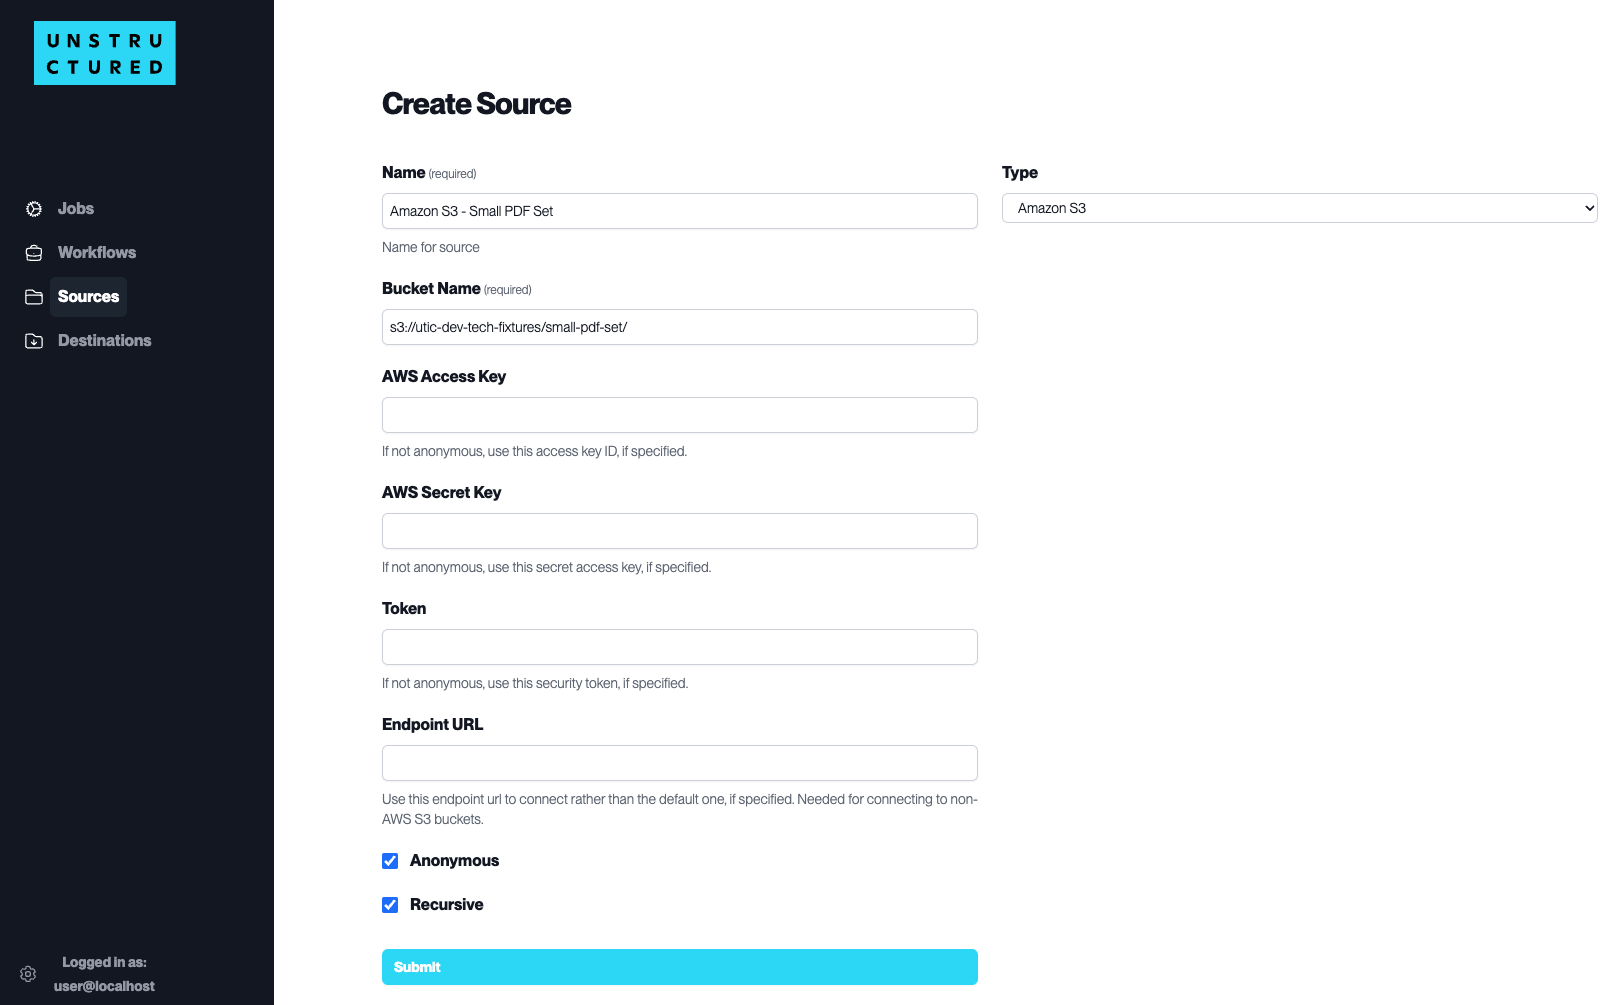 UNSTRU
CTURED
Jobs
Workflows
Sources
Destinations
Logged in as:
user@localhost
Create Source
Name (required)
Amazon S3 - Small PDF Set
Name for source
Type
Amazon S3
Bucket Name (required)
s3://utic-dev-tech-fixtures/small-pdf-set/
AWS Access Key
If not anonymous, use this access key ID, if specified.
AWS Secret Key
If not anonymous, use this secret access key, if specified.
Token
If not anonymous, use this security token, if specified.
Endpoint URL
Use this endpoint url to connect rather than the default one, if specified. Needed for connecting to non-
AWS S3 buckets.
Anonymous
Recursive
Submit